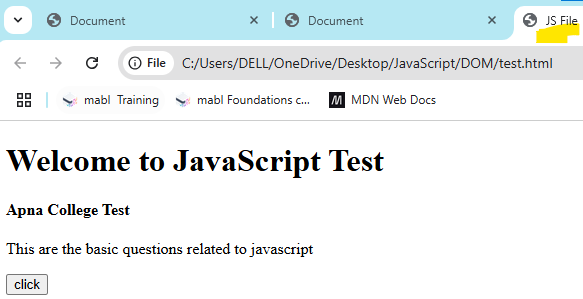 Document
Document
JS File
File
C:/Users/DELL/OneDrive/Desktop/JavaScript/DOM/test.html
mabl Training
mabl Foundations c...
M
MDN Web Docs
Welcome to JavaScript Test
Apna College Test
This are the basic questions related to javascript
click